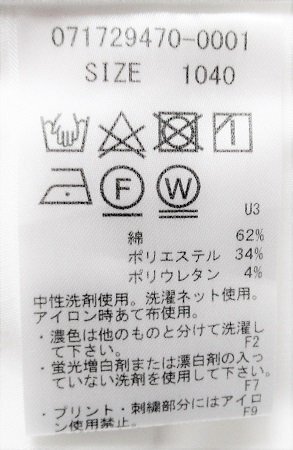 071729470-0001
SIZE 1040
F W
U3
綿 62%
ポリエステル 34%
ポリウレタン 4%
中性洗剤使用。洗濯ネット使用。
アイロン時あて布使用。
・濃色は他のものと分けて洗濯し
て下さい。 F2
・蛍光増白剤または漂白剤の入っ
ていない洗剤を使用して下さい。
F7
・プリント・刺繍部分にはアイロ
ン使用禁止。 F9